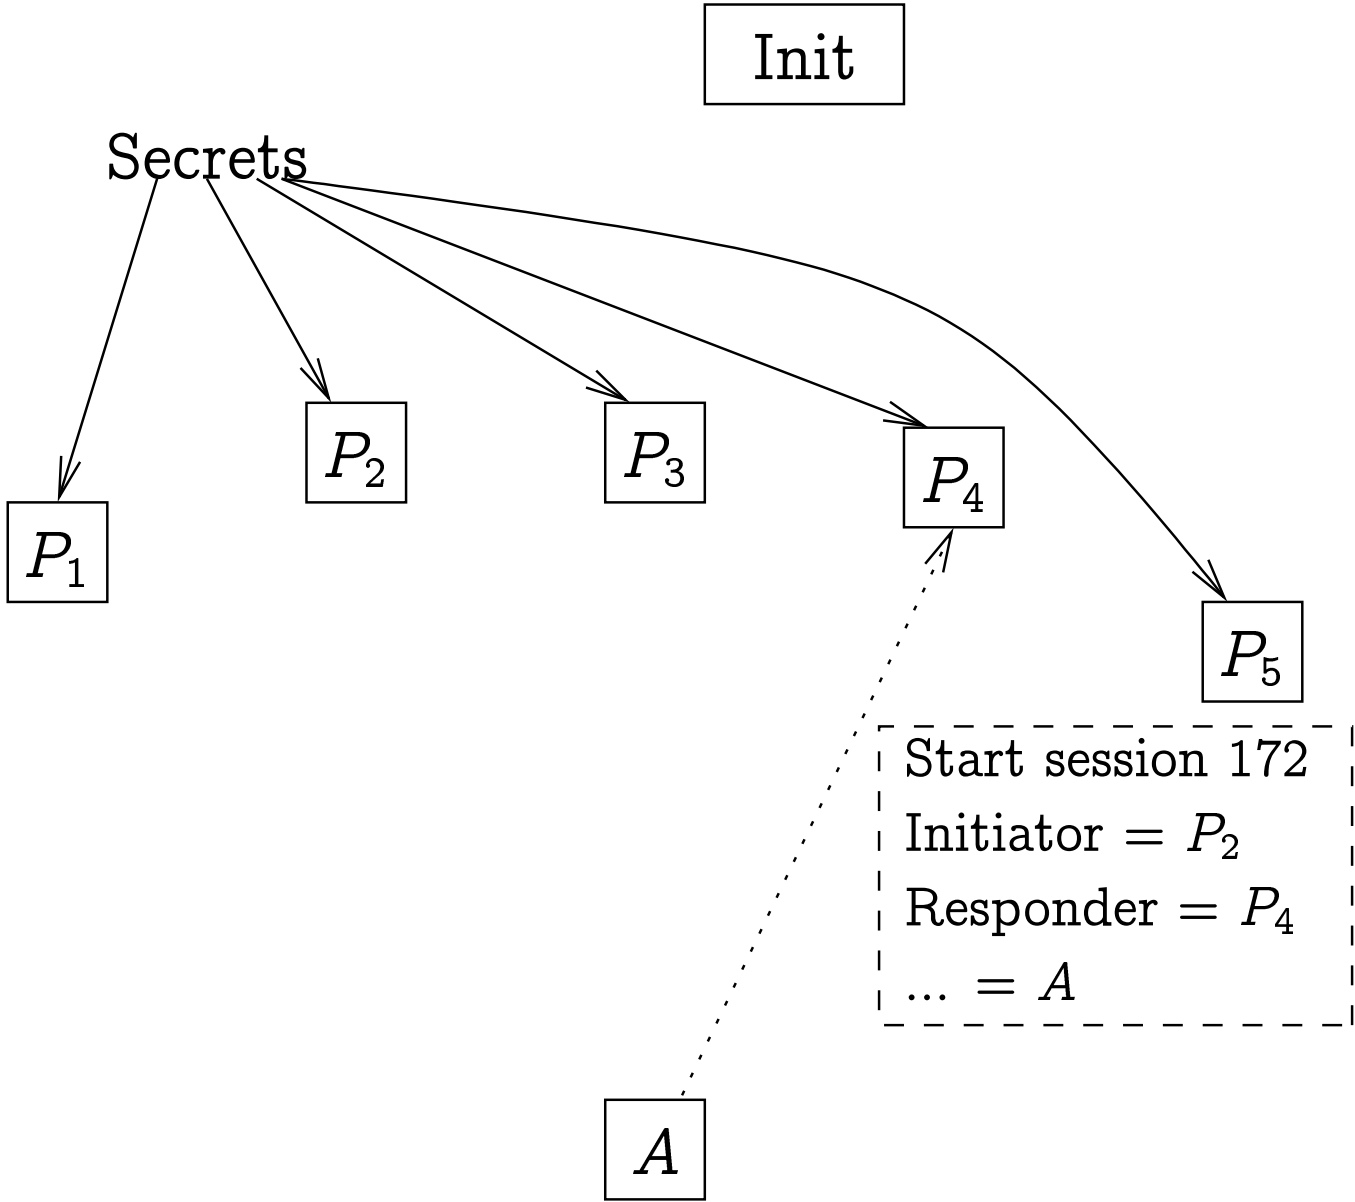 Init
Secrets
P₂
P₃
P₄
P₁
P₅
Start session 172
Initiator = P₂
Responder = P₄
... = A
A